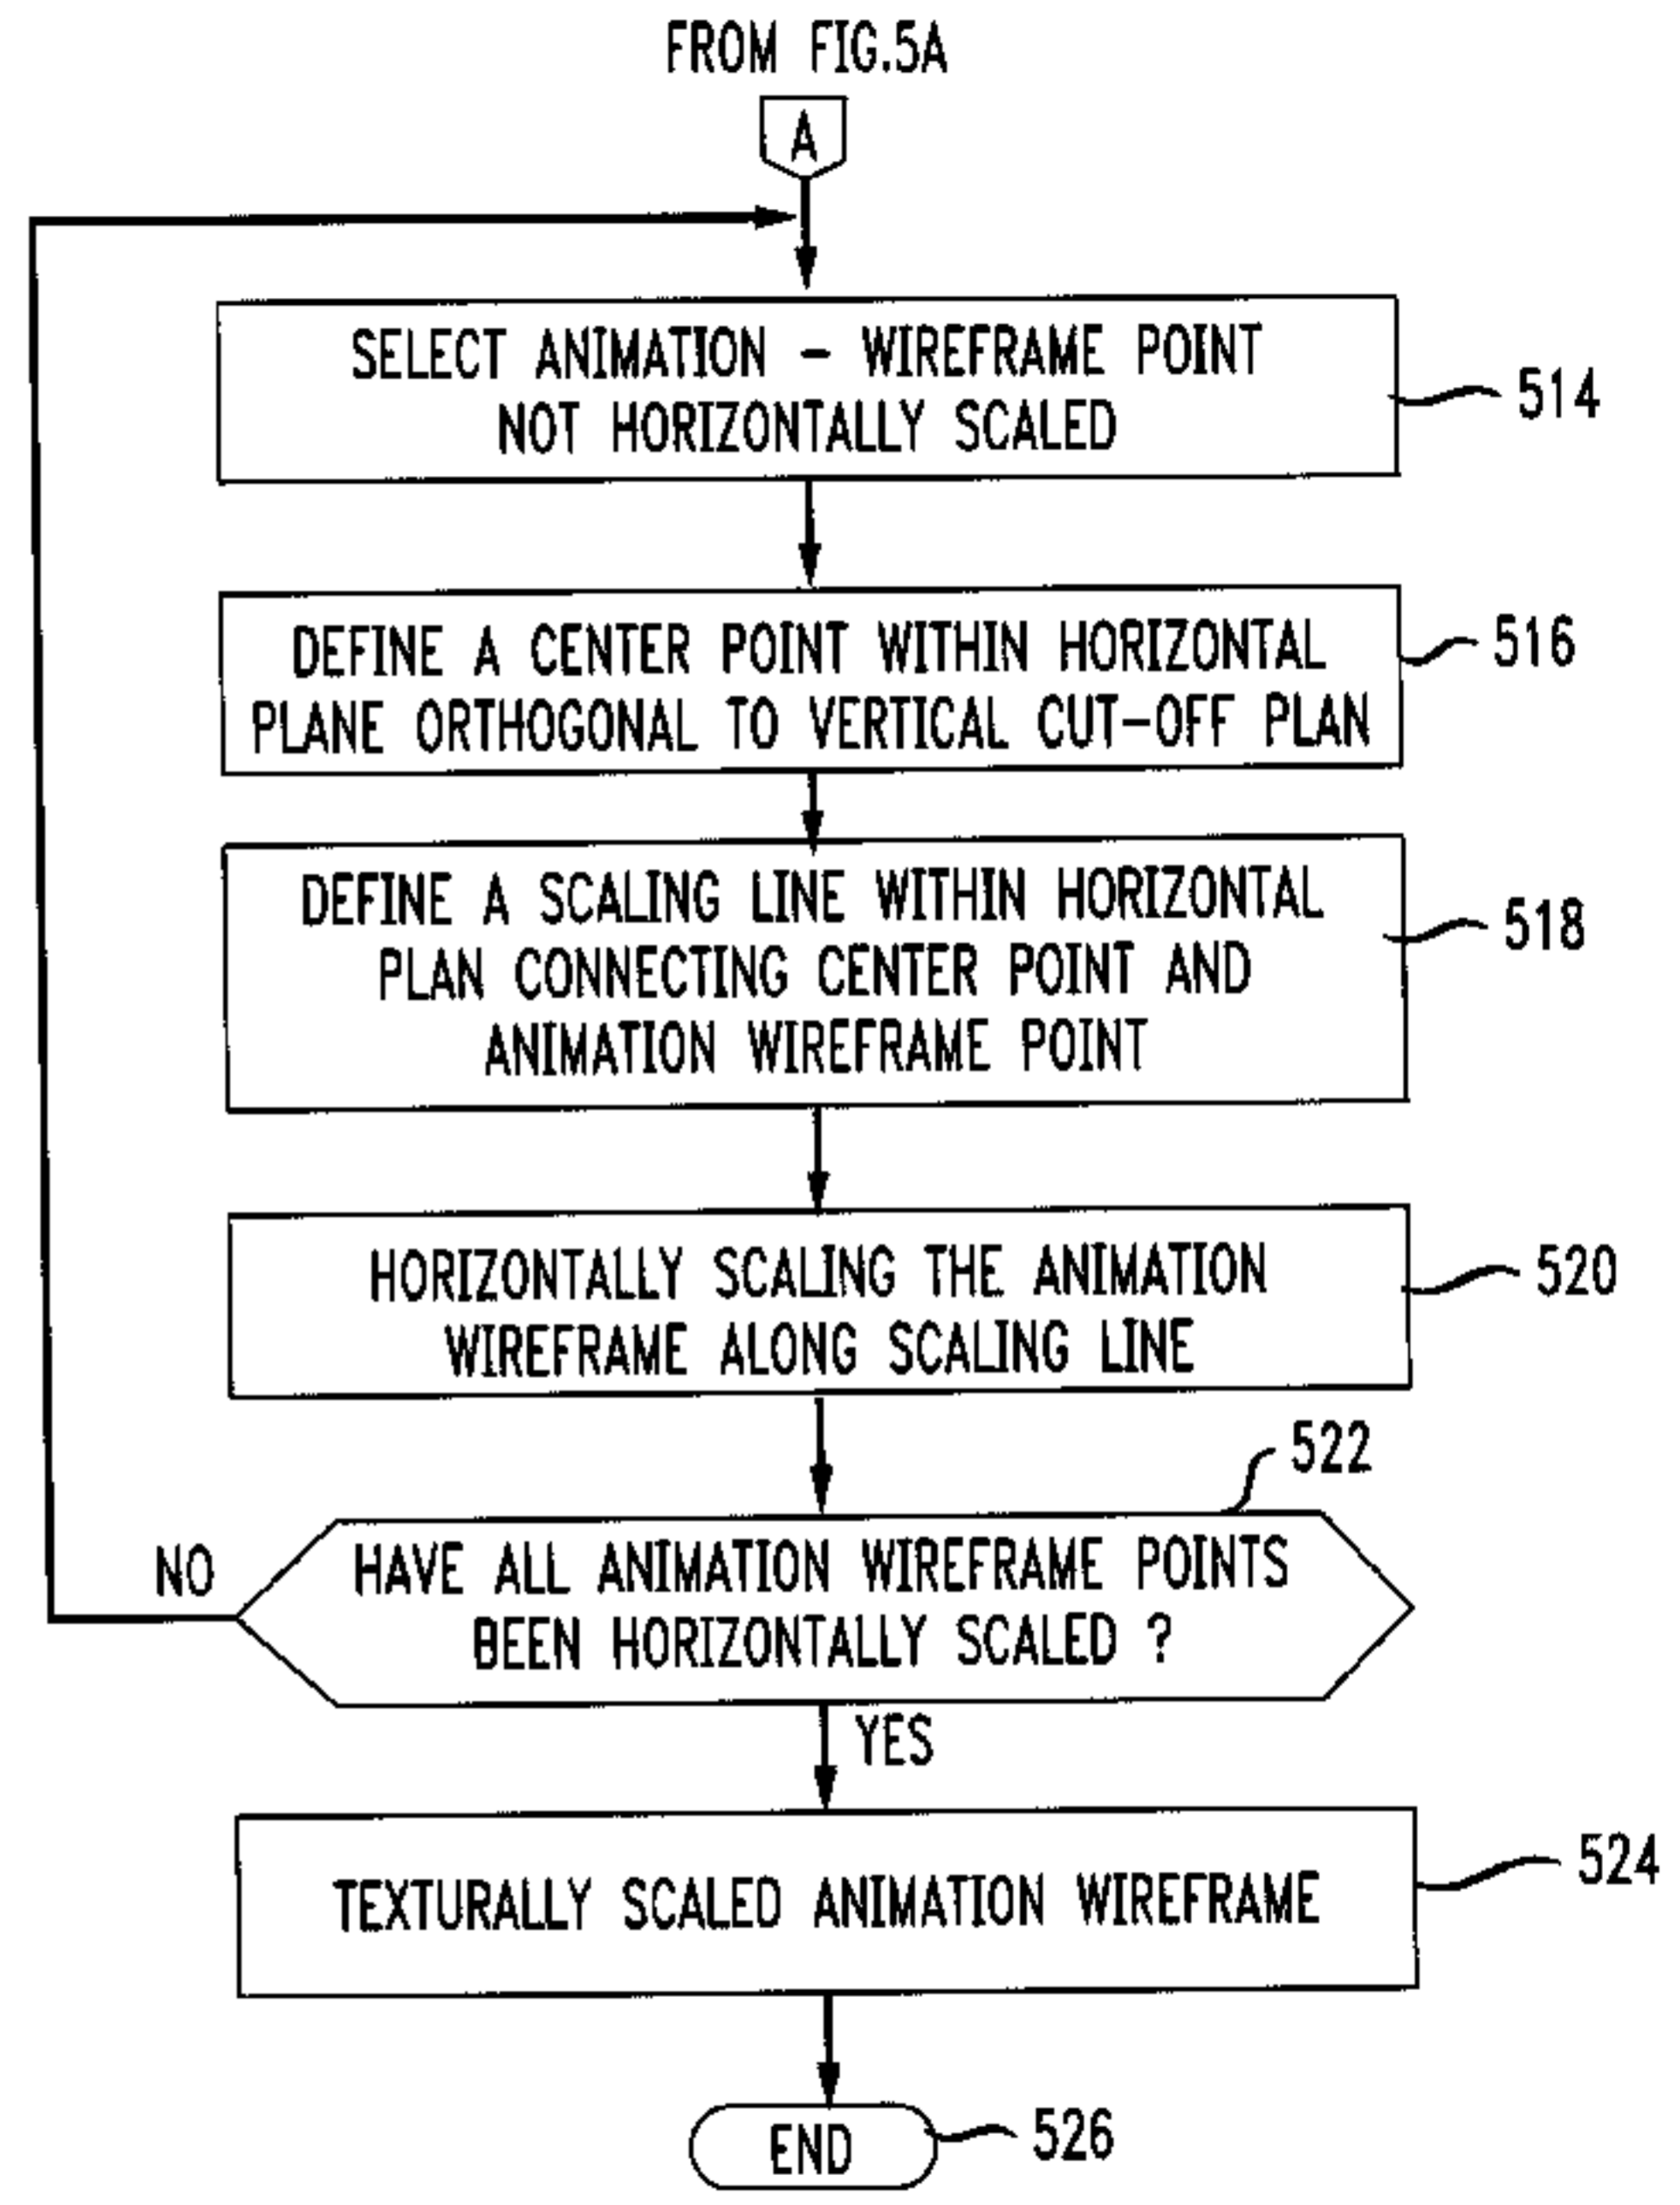 FROM FIG.5A
A
SELECT ANIMATION - WIREFRAME POINT
NOT HORIZONTALLY SCALED
514
DEFINE A CENTER POINT WITHIN HORIZONTAL
PLANE ORTHOGONAL TO VERTICAL CUT-OFF PLAN
516
DEFINE A SCALING LINE WITHIN HORIZONTAL
PLAN CONNECTING CENTER POINT AND
ANIMATION WIREFRAME POINT
518
HORIZONTALLY SCALING THE ANIMATION
WIREFRAME ALONG SCALING LINE
520
522
HAVE ALL ANIMATION WIREFRAME POINTS
BEEN HORIZONTALLY SCALED ?
NO
YES
TEXTURALLY SCALED ANIMATION WIREFRAME
524
END
526